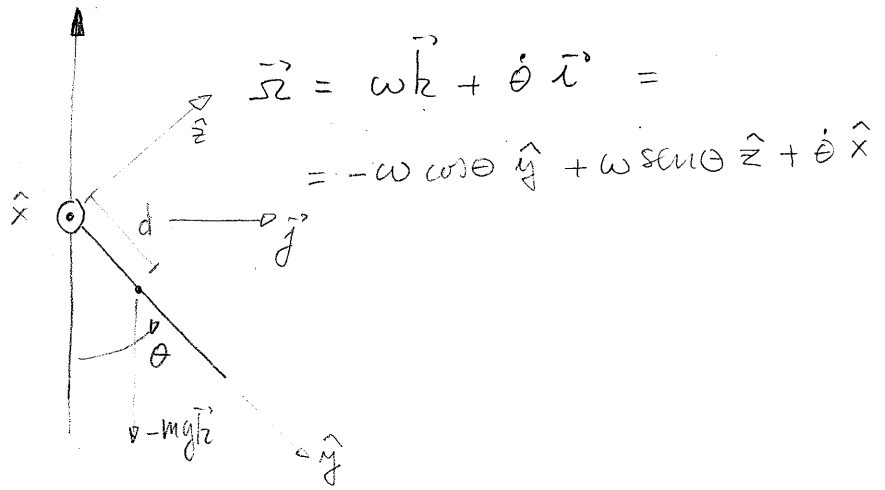 Ω⃗ = ωk⃗ + θ̇ i⃗ =
= -ω cosθ ŷ + ω senθ ẑ + θ̇ x̂
ẑ
x̂
d
j⃗
θ
-mgk⃗
ŷ